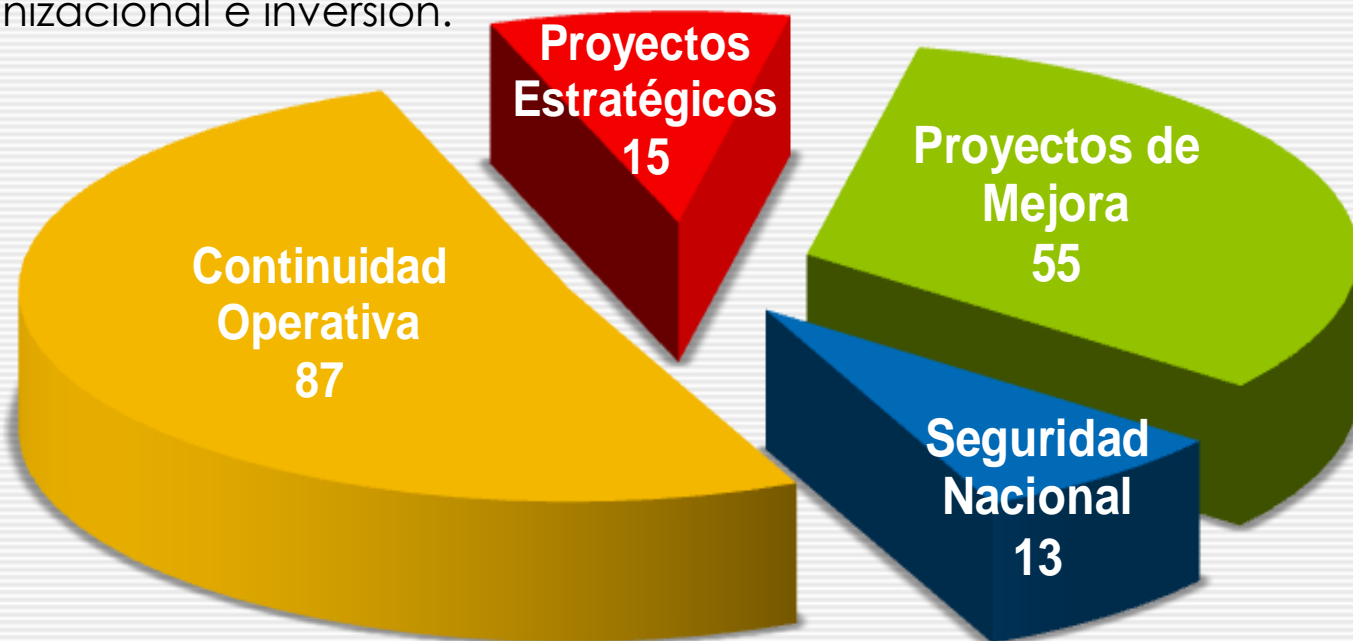 nizacional e inversión.
Proyectos
Estratégicos
15
Proyectos de
Mejora
55
Continuidad
Operativa
87
Seguridad
Nacional
13